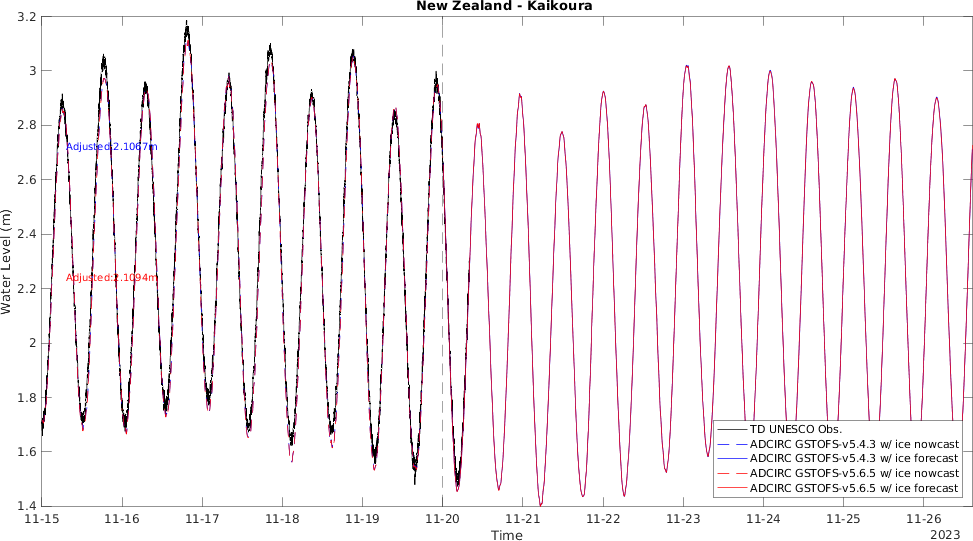 New Zealand - Kaikoura
3.2
3
2.8
2.6
2.4
2.2
2
1.8
1.6
1.4
Water Level (m)
Adjusted:2.1067m
Adjusted:2.1094m
TD UNESCO Obs.
ADCIRC GSTOFS-v5.4.3 w/ ice nowcast
ADCIRC GSTOFS-v5.4.3 w/ ice forecast
ADCIRC GSTOFS-v5.6.5 w/ ice nowcast
ADCIRC GSTOFS-v5.6.5 w/ ice forecast
11-15 11-16 11-17 11-18 11-19 11-20 11-21 11-22 11-23 11-24 11-25 11-26
Time
2023